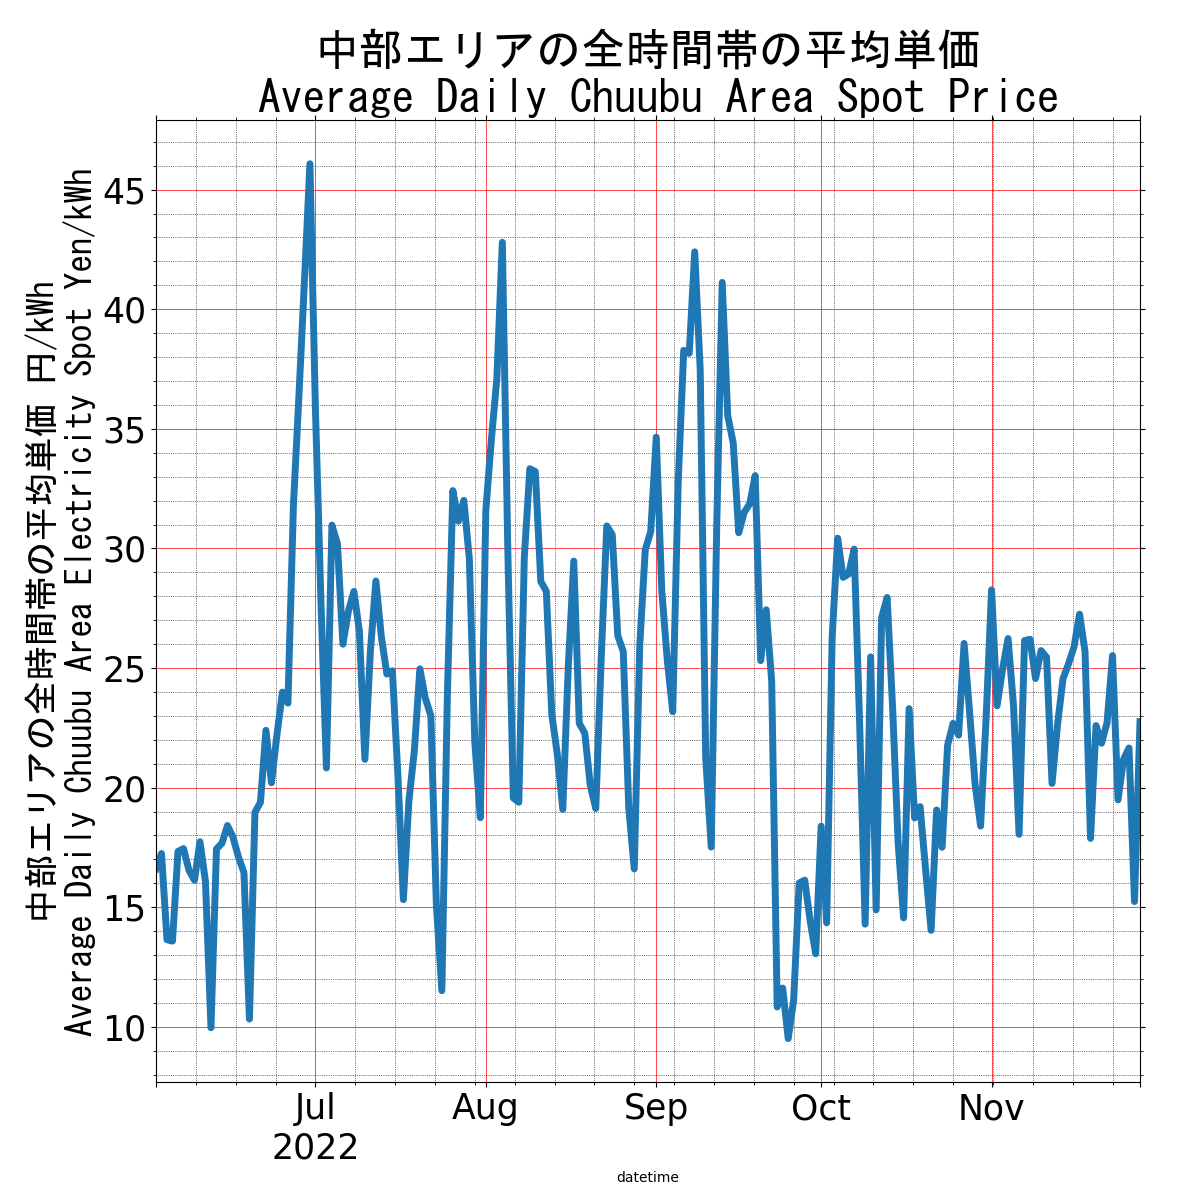 中部エリアの全時間帯の平均単価
Average Daily Chuubu Area Spot Price
中部エリアの全時間帯の平均単価 円/kWh
Average Daily Chuubu Area Electricity Spot Yen/kWh
45
40
35
30
25
20
15
10
Jul
2022
Aug
Sep
Oct
Nov
datetime